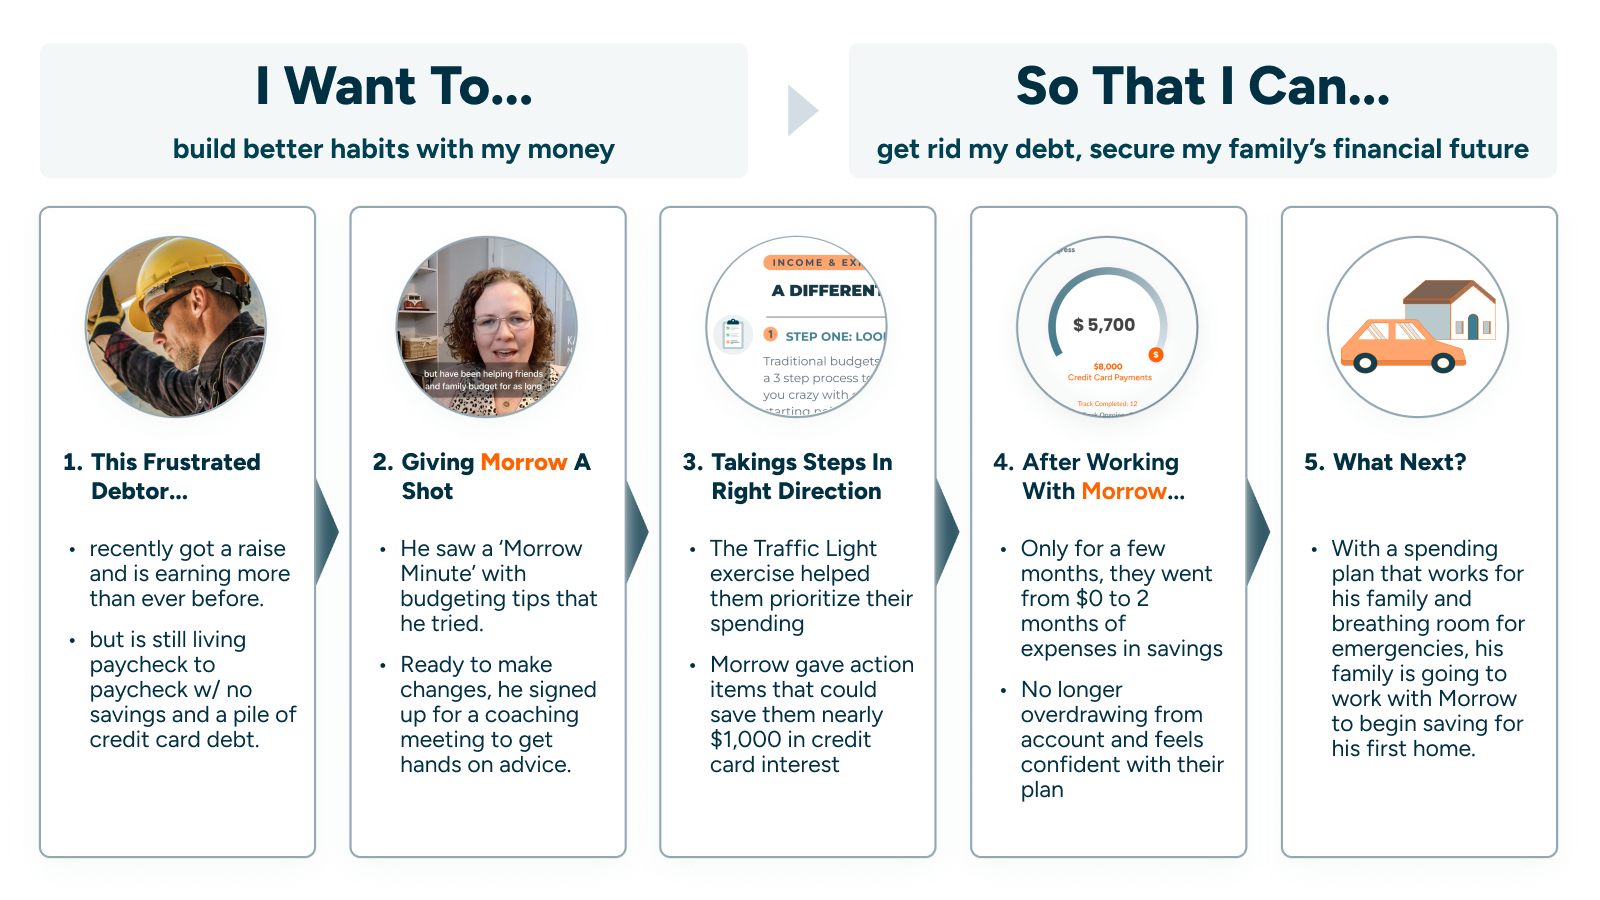 I Want To...
build better habits with my money
So That I Can...
get rid my debt, secure my family's financial future
but have been helping friends
and family budget for as long
INCOME & EX
A DIFFERENT
1 STEP ONE: LOO
Traditional budgets
a 3 step process to
you crazy with
starting
gress
$ 5,700
$
$8,000
Credit Card Payments
Track Completed: 12
1. This Frustrated
Debtor...
• recently got a raise
and is earning more
than ever before.
• but is still living
paycheck to
paycheck w/ no
savings and a pile of
credit card debt.
2. Giving Morrow A
Shot
• He saw a ‘Morrow
Minute’ with
budgeting tips that
he tried.
• Ready to make
changes, he signed
up for a coaching
meeting to get
hands on advice.
3. Takings Steps In
Right Direction
• The Traffic Light
exercise helped
them prioritize their
spending
• Morrow gave action
items that could
save them nearly
$1,000 in credit
card interest
4. After Working
With Morrow...
• Only for a few
months, they went
from $0 to 2
months of
expenses in savings
• No longer
overdrawing from
account and feels
confident with their
plan
5. What Next?
• With a spending
plan that works for
his family and
breathing room for
emergencies, his
family is going to
work with Morrow
to begin saving for
his first home.